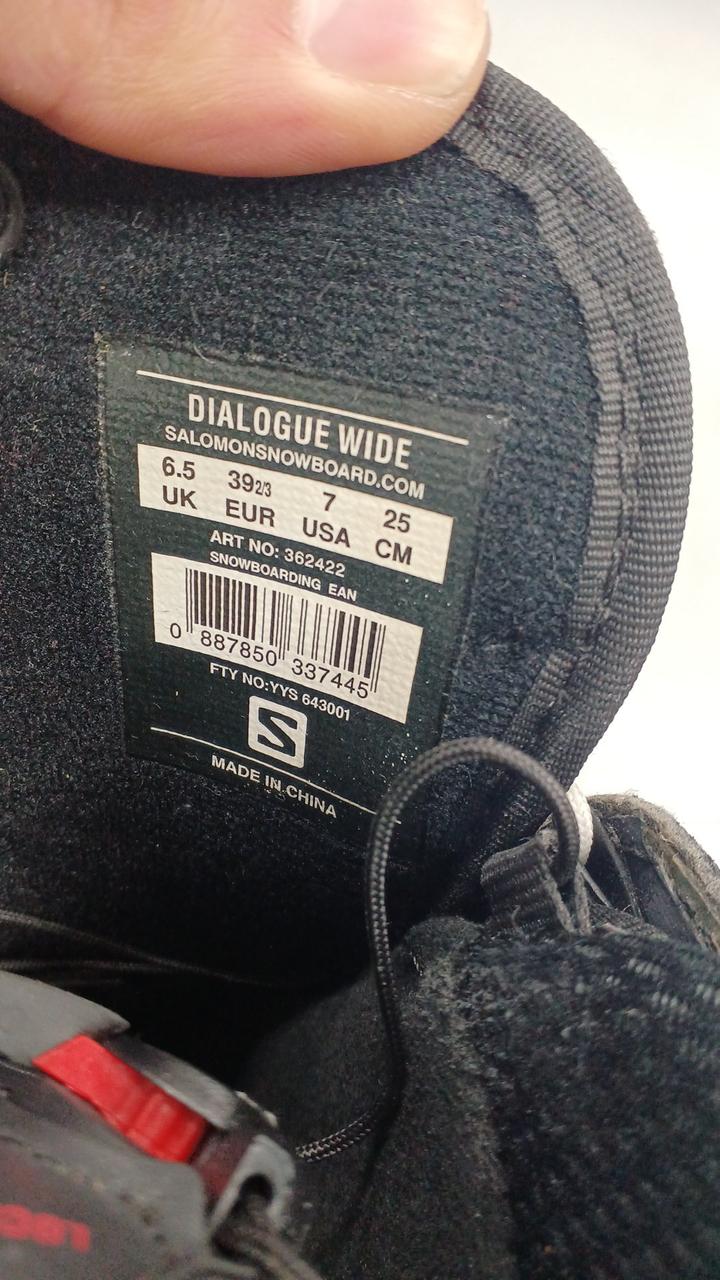 DIALOGUE WIDE
SALOMONSNOWBOARD.COM
6.5 39 2/3 7 25
UK EUR USA CM
ART NO: 362422
SNOWBOARDING EAN
0 887850 337445
FTY NO:YYS 643001
S
MADE IN CHINA